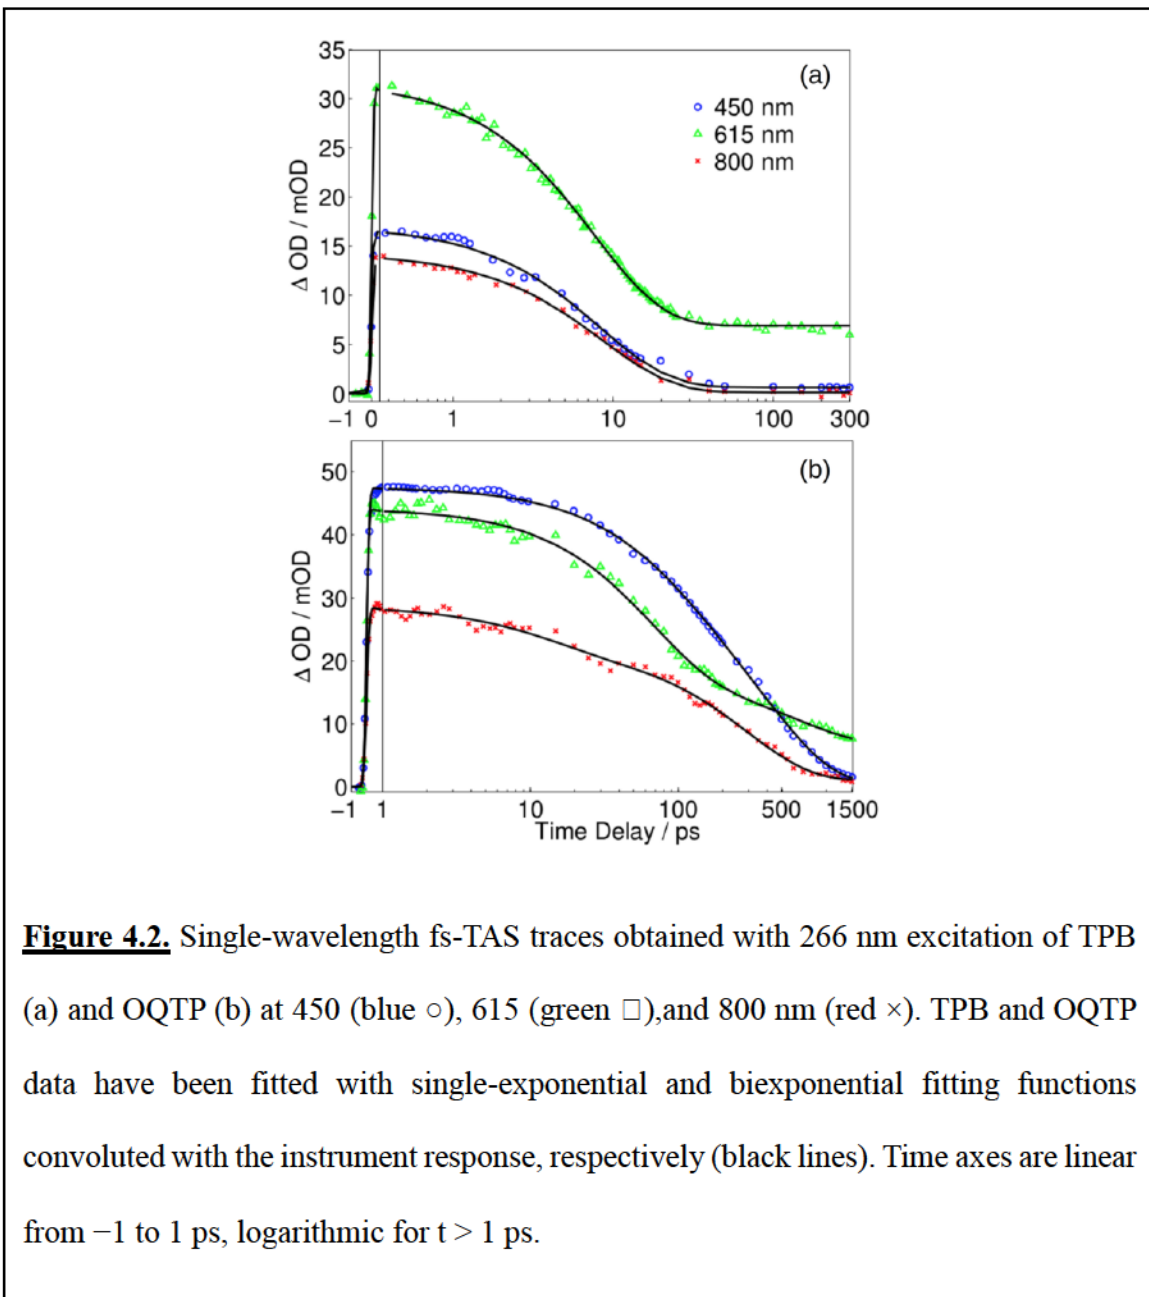 35
30
25
20
15
10
5
0
Δ OD / mOD
(a)
450 nm
615 nm
800 nm
−1 0 1 10 100 300
50
40
30
20
10
0
Δ OD / mOD
(b)
−1 1 10 100 500 1500
Time Delay / ps
Figure 4.2. Single-wavelength fs-TAS traces obtained with 266 nm excitation of TPB
(a) and OQTP (b) at 450 (blue ○), 615 (green □),and 800 nm (red ×). TPB and OQTP
data have been fitted with single-exponential and biexponential fitting functions
convoluted with the instrument response, respectively (black lines). Time axes are linear
from −1 to 1 ps, logarithmic for t > 1 ps.